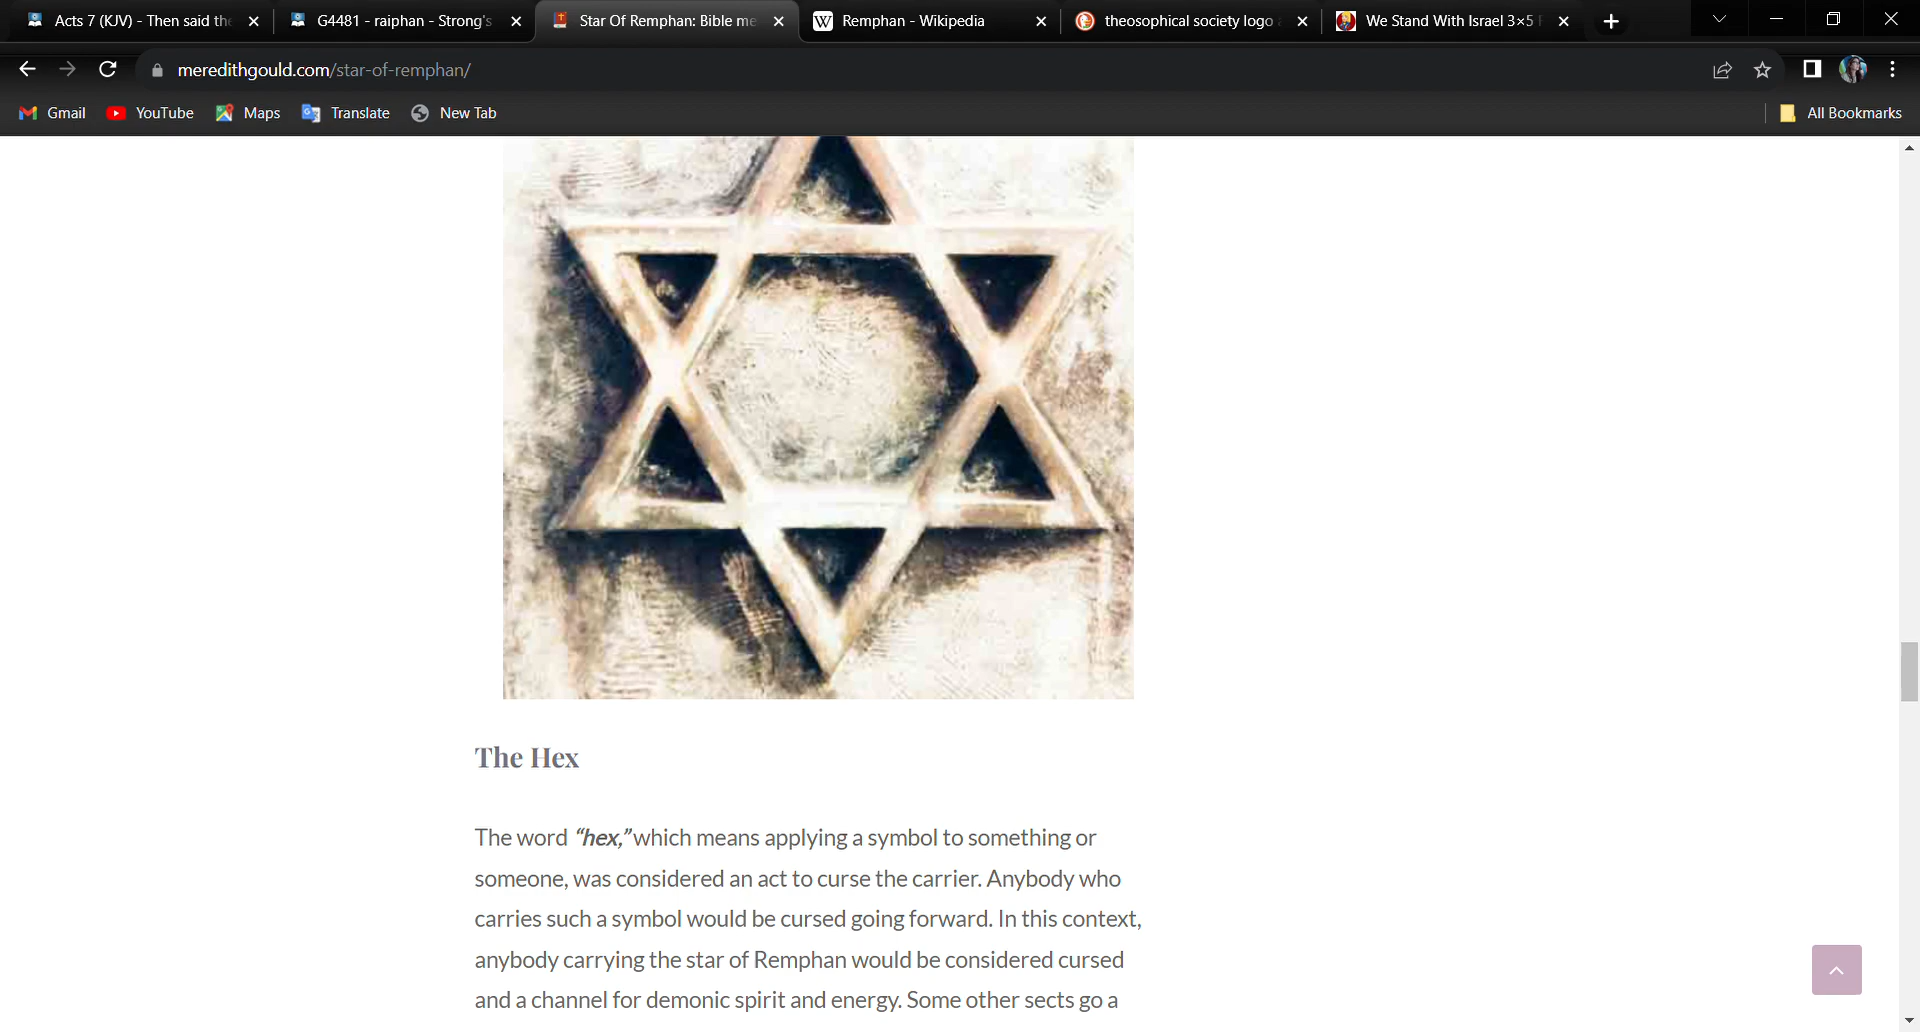 Acts 7 (KJV) - Then said the
G4481 - raiphan - Strong's
Star Of Remphan: Bible me
Remphan - Wikipedia
theosophical society logo
We Stand With Israel 3×5
meredithgould.com/star-of-remphan/
Gmail YouTube Maps Translate New Tab All Bookmarks
The Hex
The word “hex,” which means applying a symbol to something or
someone, was considered an act to curse the carrier. Anybody who
carries such a symbol would be cursed going forward. In this context,
anybody carrying the star of Remphan would be considered cursed
and a channel for demonic spirit and energy. Some other sects go a